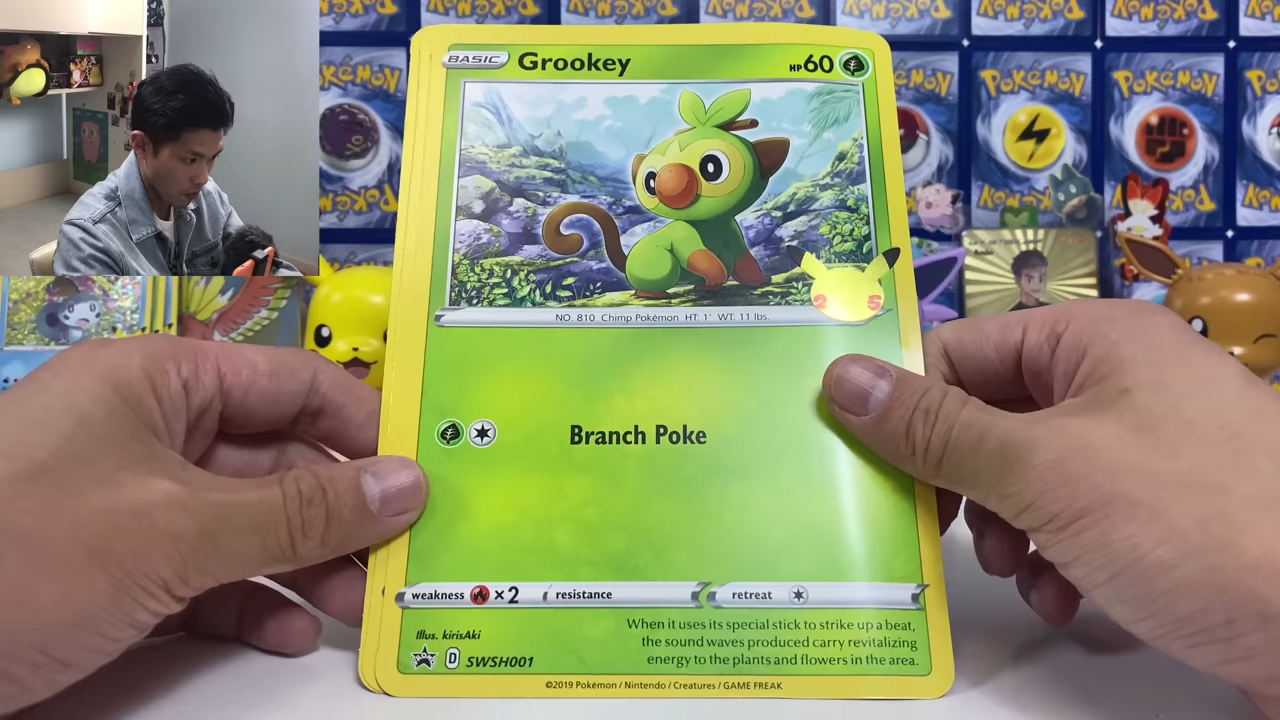 BASIC Grookey HP60
NO. 810 Chimp Pokémon HT: 1' WT: 11 lbs.
25
Branch Poke
weakness ×2 resistance retreat
When it uses its special stick to strike up a beat,
the sound waves produced carry revitalizing
energy to the plants and flowers in the area.
Illus. kirisAki
D SWSH001
©2019 Pokémon / Nintendo / Creatures / GAME FREAK
POKÉMON
POKÉMON
POKÉMON